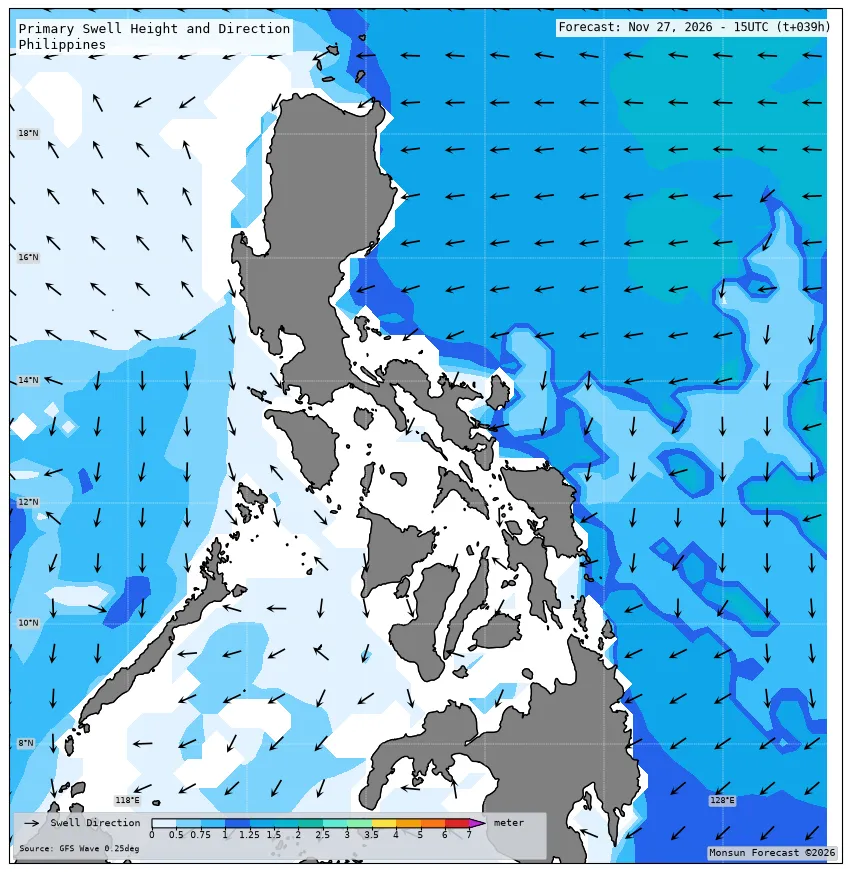 Primary Swell Height and Direction
Philippines
Forecast: Nov 27, 2026 - 15UTC (t+039h)
18°N
16°N
14°N
12°N
10°N
8°N
118°E
128°E
Swell Direction
0 0.5 0.75 1 1.25 1.5 2 2.5 3 3.5 4 5 6 7
meter
Source: GFS Wave 0.25deg
Monsun Forecast ©2026